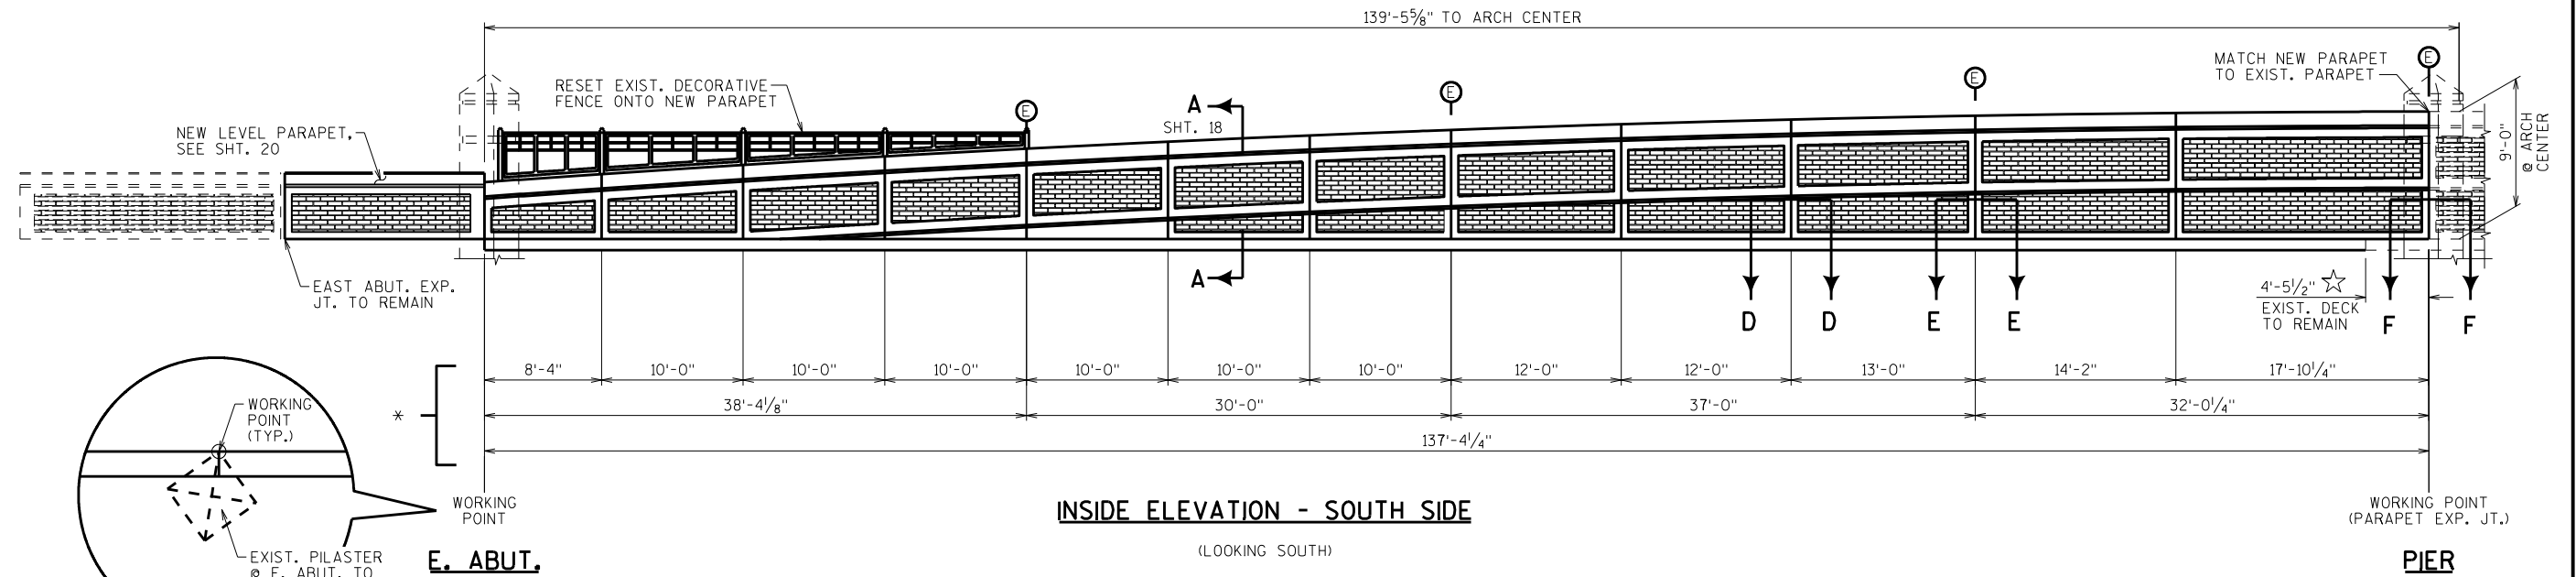 139'-5⅝" TO ARCH CENTER
RESET EXIST. DECORATIVE
FENCE ONTO NEW PARAPET
MATCH NEW PARAPET
TO EXIST. PARAPET
E
E
E
E
NEW LEVEL PARAPET,
SEE SHT. 20
A
SHT. 18
9'-0"
@ ARCH
CENTER
EAST ABUT. EXP.
JT. TO REMAIN
A
4'-5½" ☆
EXIST. DECK
TO REMAIN
D D E E F F
8'-4" 10'-0" 10'-0" 10'-0" 10'-0" 10'-0" 10'-0" 12'-0" 12'-0" 13'-0" 14'-2" 17'-10¼"
* 38'-4⅛" 30'-0" 37'-0" 32'-0¼"
137'-4¼"
WORKING
POINT
(TYP.)
WORKING
POINT
E. ABUT.
EXIST. PILASTER
@ E. ABUT. TO
INSIDE ELEVATION - SOUTH SIDE
(LOOKING SOUTH)
WORKING POINT
(PARAPET EXP. JT.)
PIER